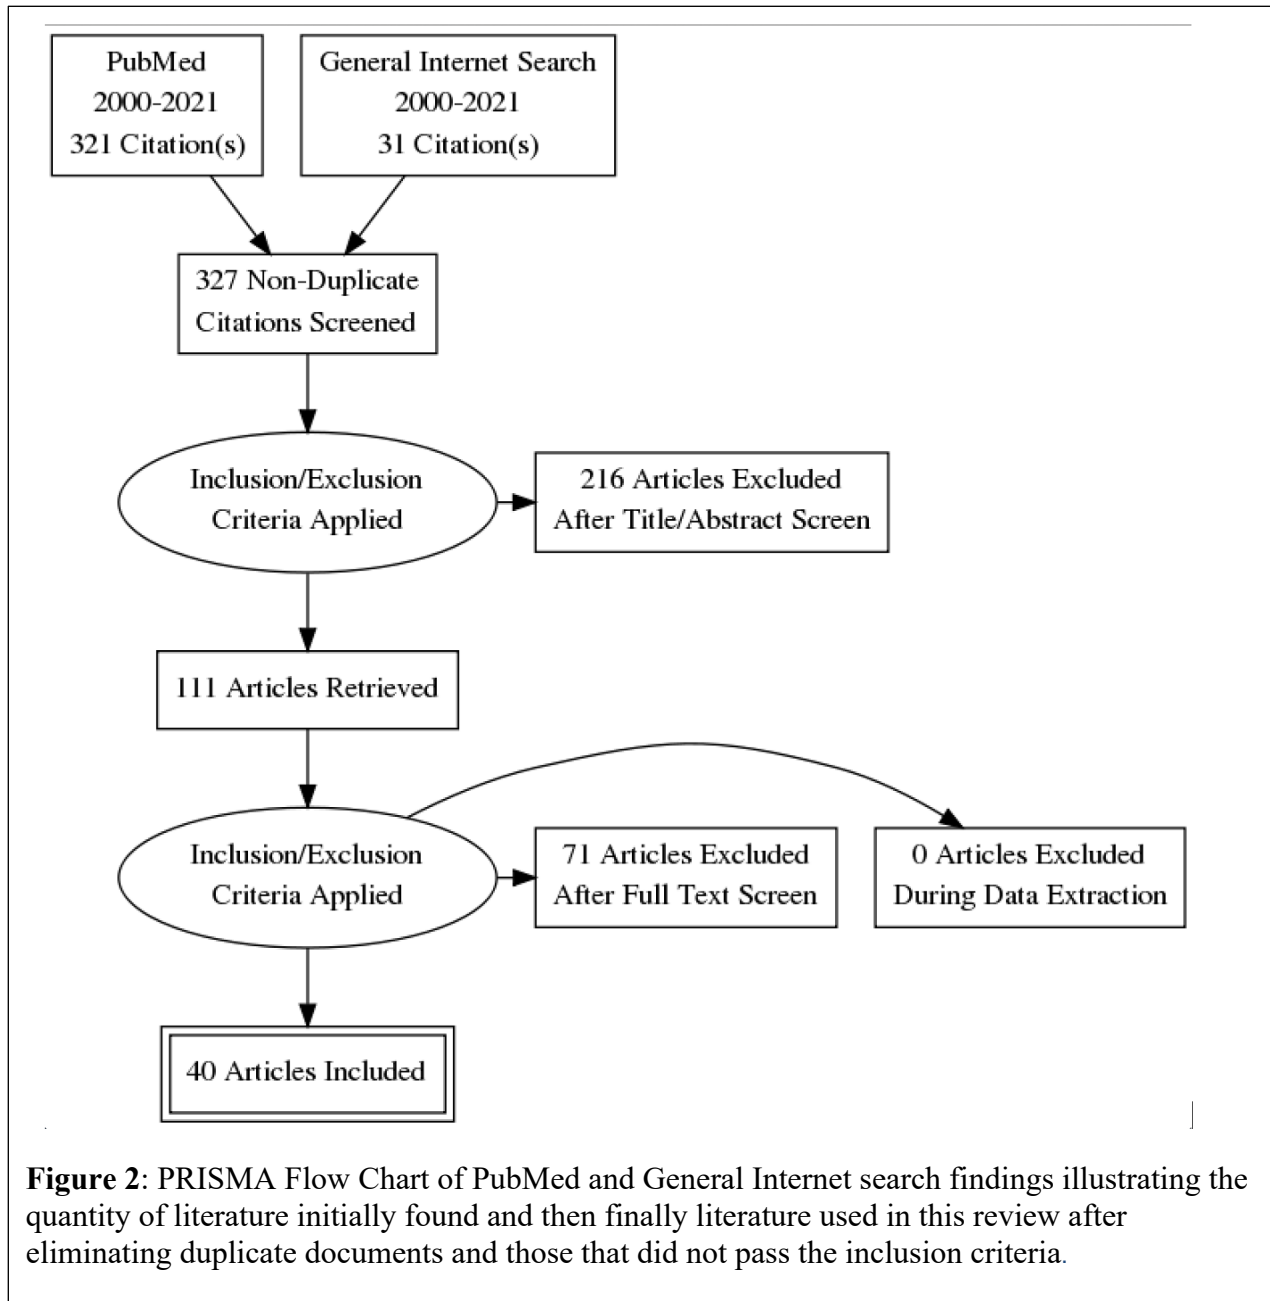 PubMed
2000-2021
321 Citation(s)
General Internet Search
2000-2021
31 Citation(s)
327 Non-Duplicate
Citations Screened
Inclusion/Exclusion
Criteria Applied
216 Articles Excluded
After Title/Abstract Screen
111 Articles Retrieved
Inclusion/Exclusion
Criteria Applied
71 Articles Excluded
After Full Text Screen
0 Articles Excluded
During Data Extraction
40 Articles Included
Figure 2: PRISMA Flow Chart of PubMed and General Internet search findings illustrating the
quantity of literature initially found and then finally literature used in this review after
eliminating duplicate documents and those that did not pass the inclusion criteria.